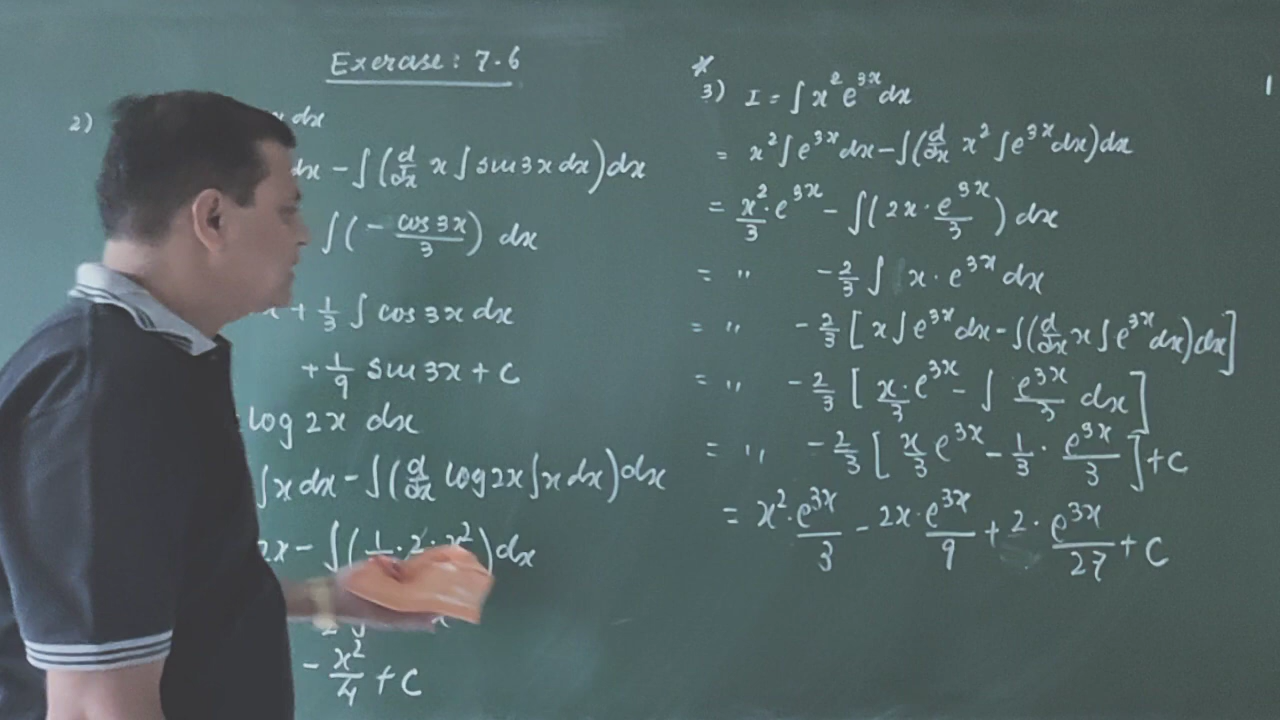 Exercise: 7.6
2) x dx
dx - ∫(d/dx x ∫ sin 3x dx) dx
∫(- cos 3x/3) dx
+ 1/3 ∫ cos 3x dx
+ 1/9 sin 3x + c
log 2x dx
∫ x dx - ∫(d/dx log 2x ∫ x dx) dx
2x - ∫(1/ · 2 · x²) dx
- x²/4 + c
*
3) I = ∫ x² e^{3x} dx
= x² ∫ e^{3x} dx - ∫(d/dx x² ∫ e^{3x} dx) dx
= x²/3 · e^{3x} - ∫(2x · e^{3x}/3) dx
= " - 2/3 ∫ x · e^{3x} dx
= " - 2/3 [x ∫ e^{3x} dx - ∫(d/dx x ∫ e^{3x} dx) dx]
= " - 2/3 [x/3 · e^{3x} - ∫ e^{3x}/3 dx]
= " - 2/3 [x/3 e^{3x} - 1/3 · e^{3x}/3] + c
= x² · e^{3x}/3 - 2x · e^{3x}/9 + 2 · e^{3x}/27 + c
1